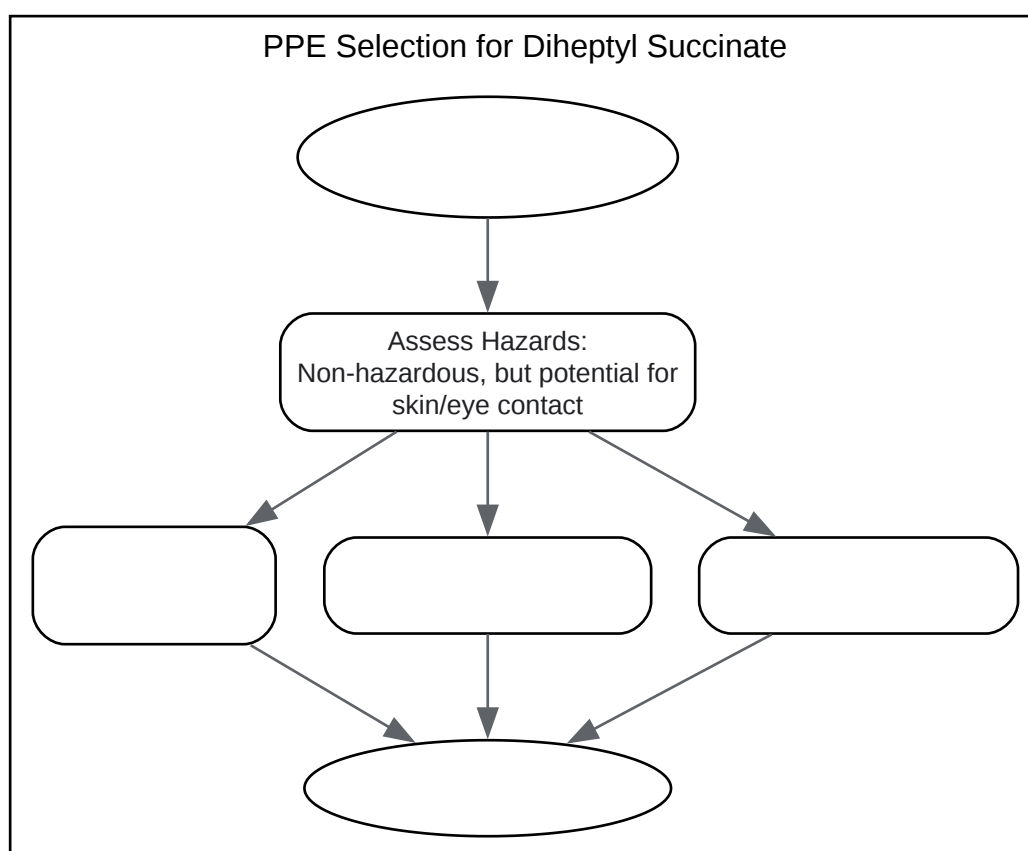 PPE Selection for Diheptyl Succinate
Assess Hazards:
Non-hazardous, but potential for
skin/eye contact